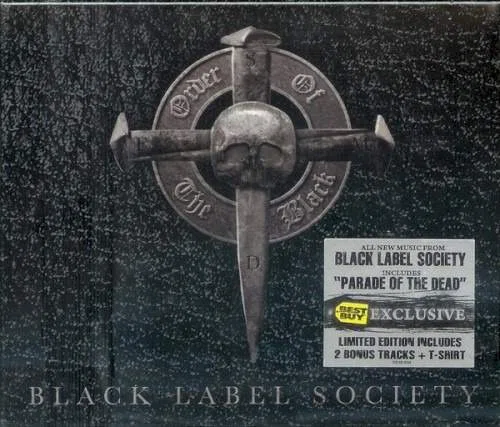 S
Order Of
The Black
D
ALL NEW MUSIC FROM
BLACK LABEL SOCIETY
INCLUDES
"PARADE OF THE DEAD"
BEST BUY
EXCLUSIVE
LIMITED EDITION INCLUDES
2 BONUS TRACKS + T-SHIRT
BLACK LABEL SOCIETY